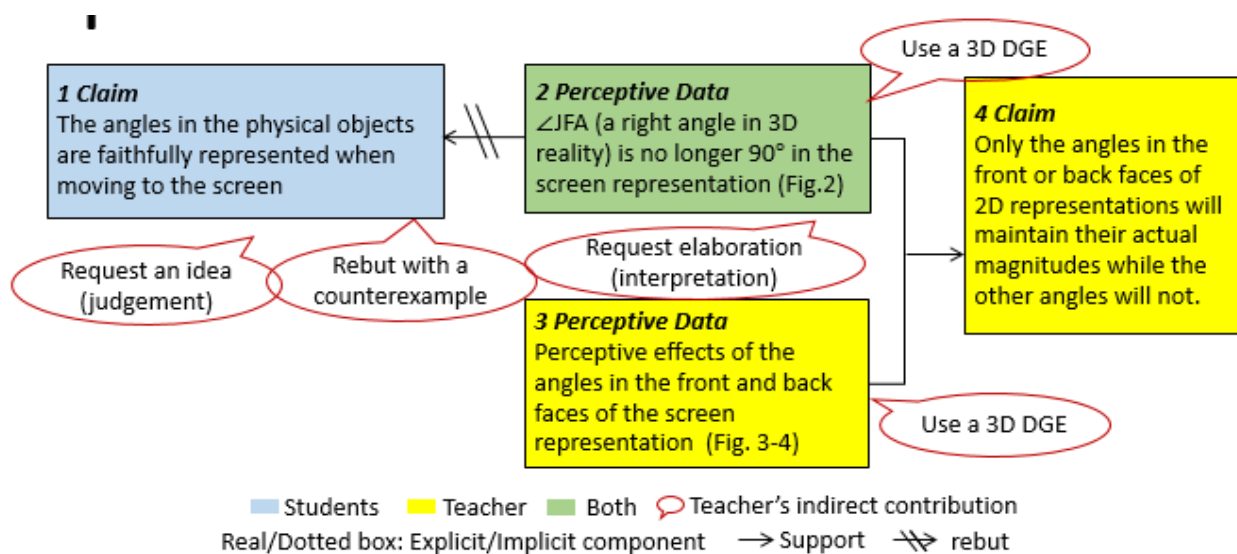 Use a 3D DGE
1 Claim
The angles in the physical objects
are faithfully represented when
moving to the screen
2 Perceptive Data
∠JFA (a right angle in 3D
reality) is no longer 90° in the
screen representation (Fig.2)
4 Claim
Only the angles in the
front or back faces of
2D representations will
maintain their actual
magnitudes while the
other angles will not.
Request an idea
(judgement)
Rebut with a
counterexample
Request elaboration
(interpretation)
3 Perceptive Data
Perceptive effects of the
angles in the front and back
faces of the screen
representation (Fig. 3-4)
Use a 3D DGE
Students Teacher Both Teacher's indirect contribution
Real/Dotted box: Explicit/Implicit component Support rebut